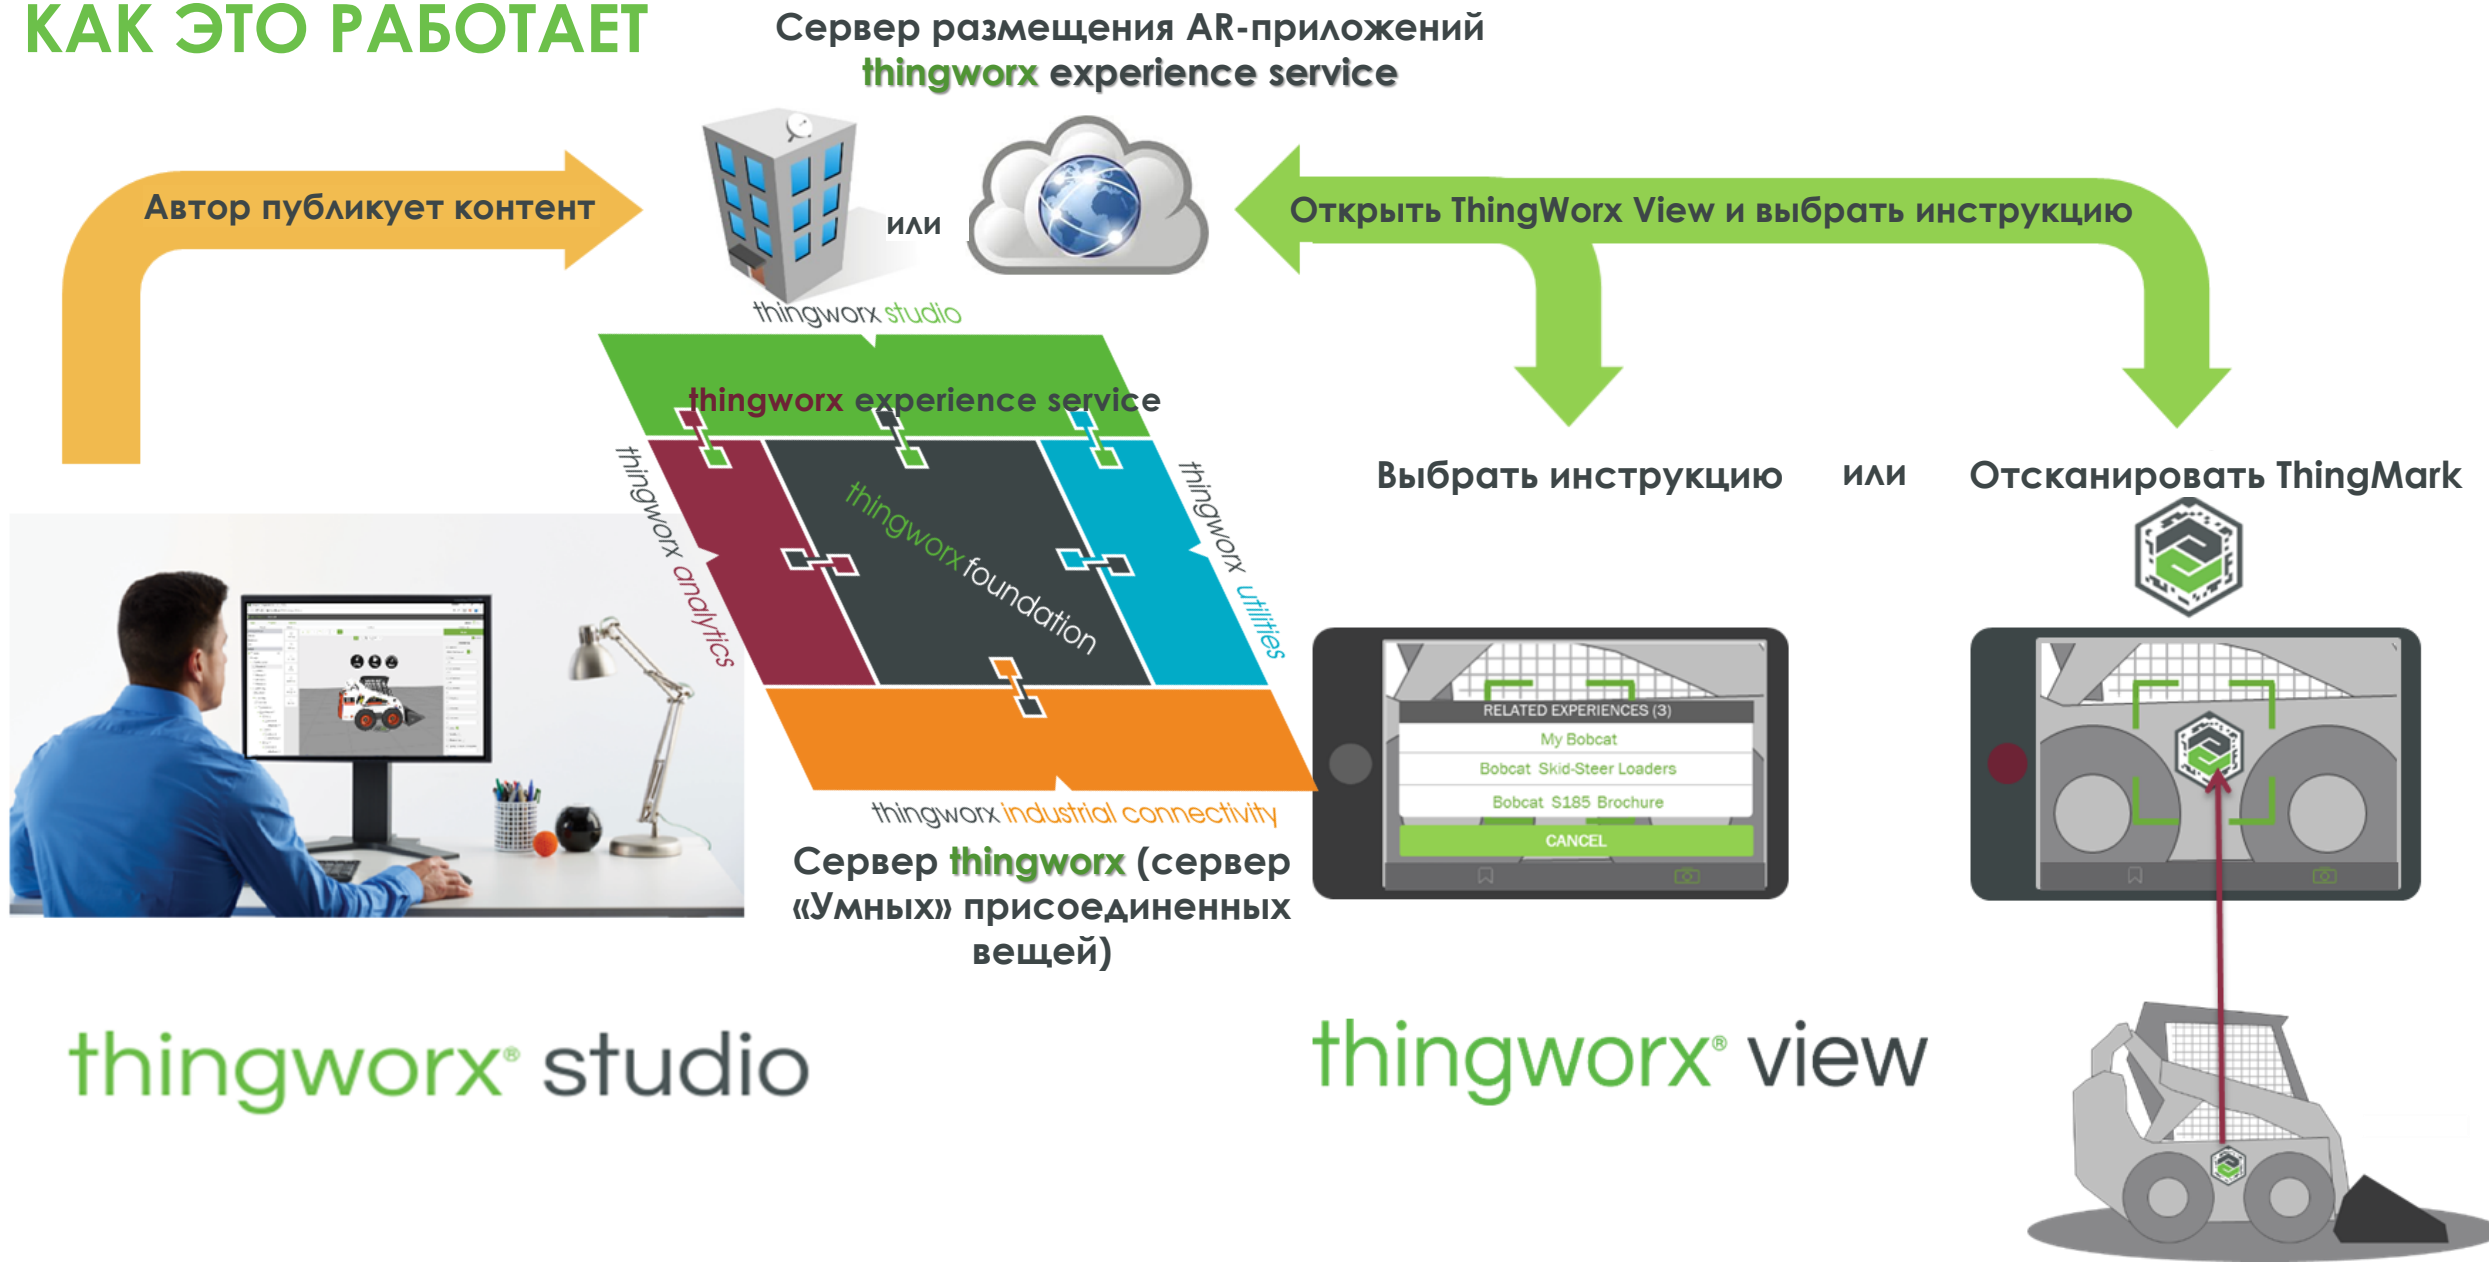 КАК ЭТО РАБОТАЕТ
Сервер размещения AR-приложений
thingworx experience service
Автор публикует контент
или
Открыть ThingWorx View и выбрать инструкцию
thingworx studio
thingworx experience service
thingworx analytics
thingworx foundation
thingworx utilities
thingworx industrial connectivity
Сервер thingworx (сервер
«Умных» присоединенных
вещей)
Выбрать инструкцию
или
Отсканировать ThingMark
RELATED EXPERIENCES (3)
My Bobcat
Bobcat Skid-Steer Loaders
Bobcat S185 Brochure
CANCEL
thingworx® studio
thingworx® view